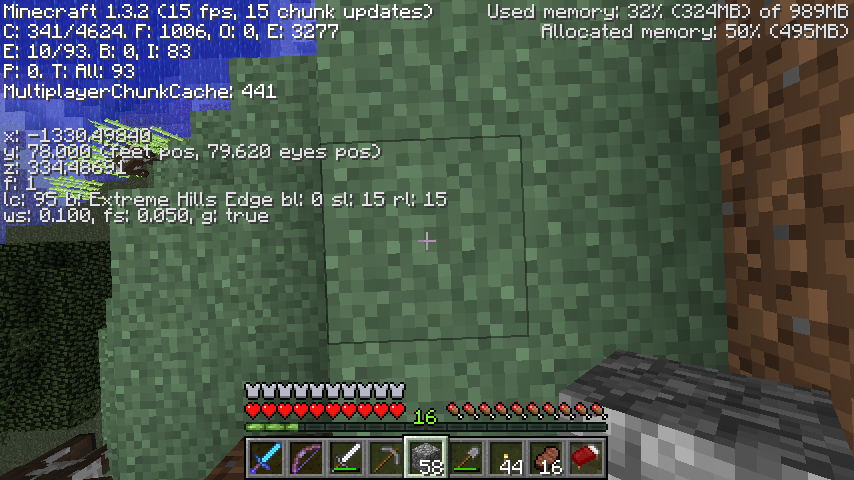 Minecraft 1.3.2 (15 fps, 15 chunk updates)
C: 341/4624. F: 1006, O: 0, E: 3277
E: 10/93. B: 0, I: 83
P: 0. T: All: 93
MultiplayerChunkCache: 441
Used memory: 32% (324MB) of 989MB
Allocated memory: 50% (495MB)
x: -1330.49840
y: 78.000 (feet pos, 79.620 eyes pos)
z: 334.48691
f: 1
lc: 95 b: Extreme Hills Edge bl: 0 sl: 15 rl: 15
ws: 0.100, fs: 0.050, g: true
16
58
44
16